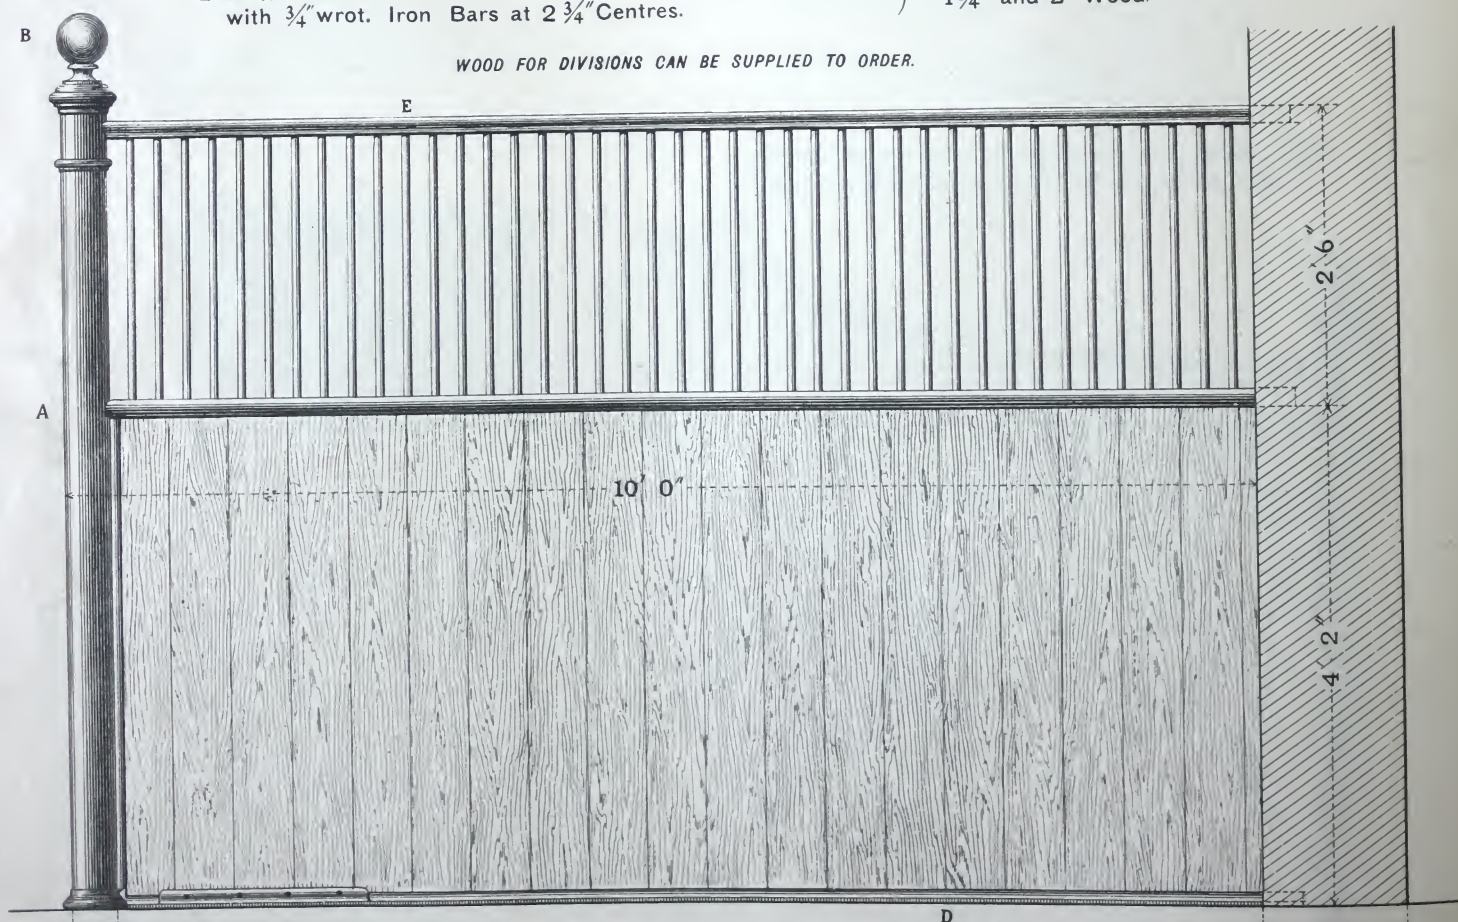 with ¾" wrot. Iron Bars at 2 ¾" Centres.
WOOD FOR DIVISIONS CAN BE SUPPLIED TO ORDER.
B
E
2' 6"
A
10' 0"
4' 2"
D